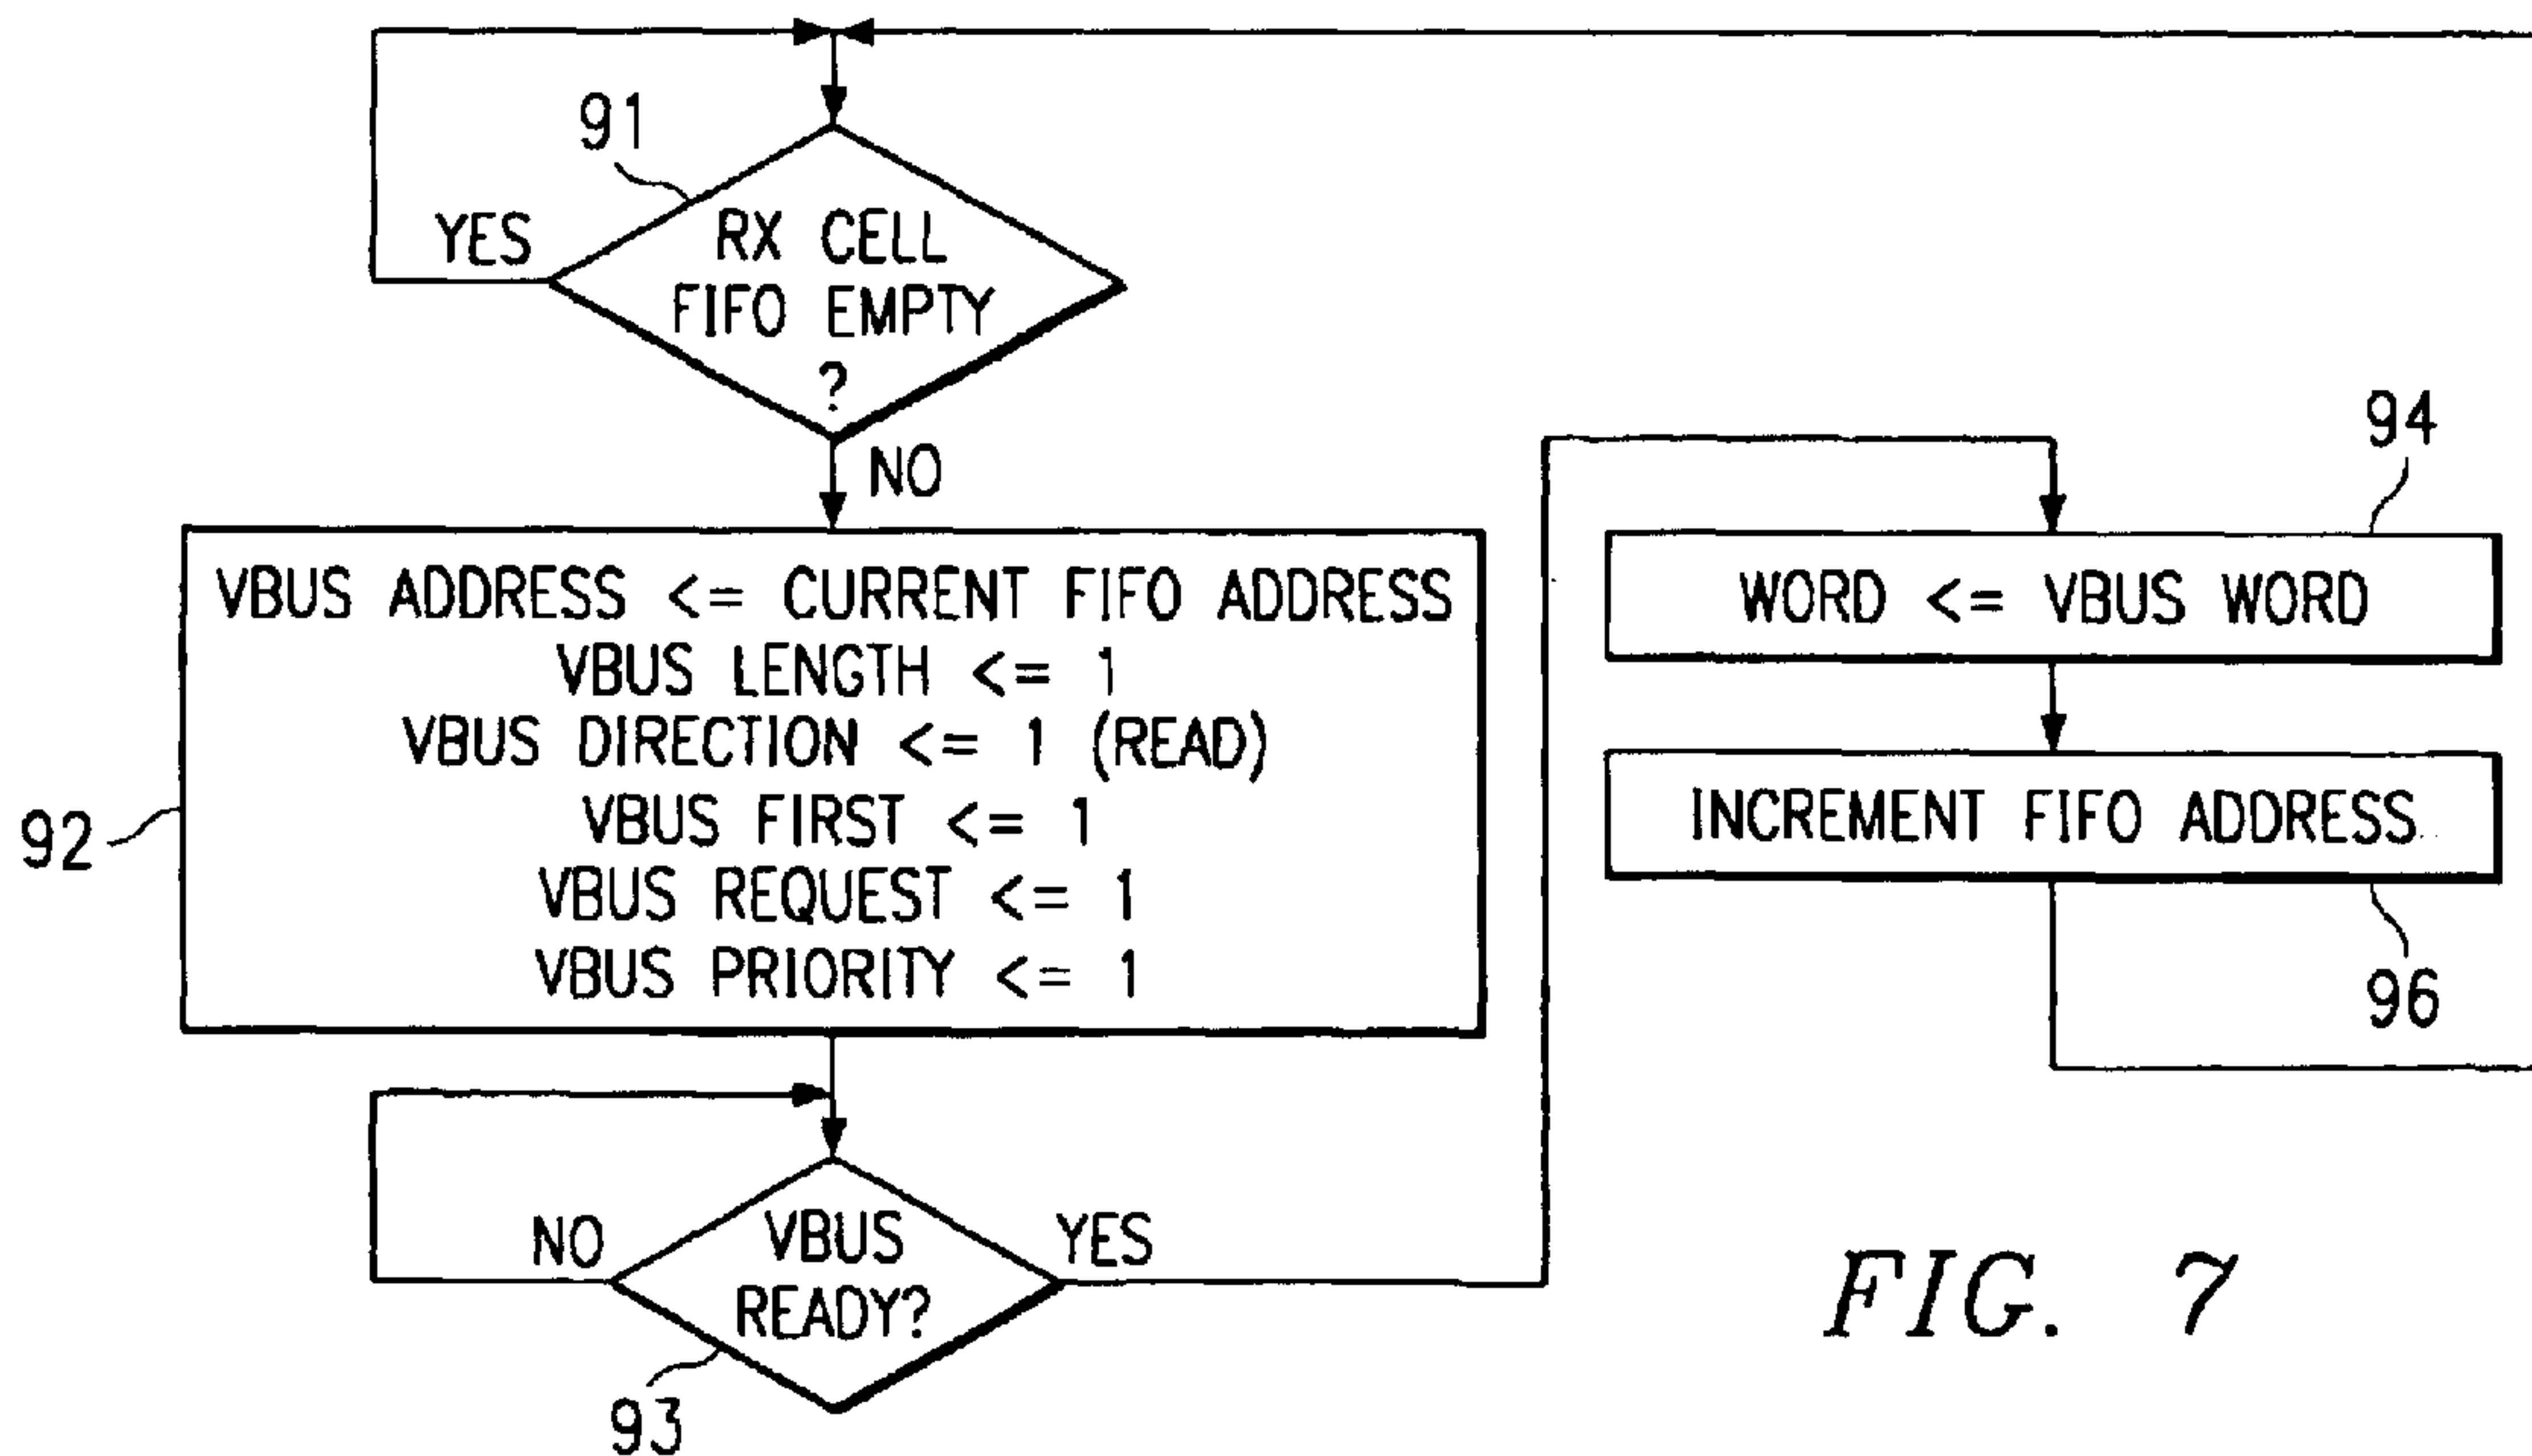 91
YES
RX CELL
FIFO EMPTY
?
NO
92
VBUS ADDRESS <= CURRENT FIFO ADDRESS
VBUS LENGTH <= 1
VBUS DIRECTION <= 1 (READ)
VBUS FIRST <= 1
VBUS REQUEST <= 1
VBUS PRIORITY <= 1
NO
VBUS
READY?
YES
93
94
WORD <= VBUS WORD
INCREMENT FIFO ADDRESS
96
FIG. 7